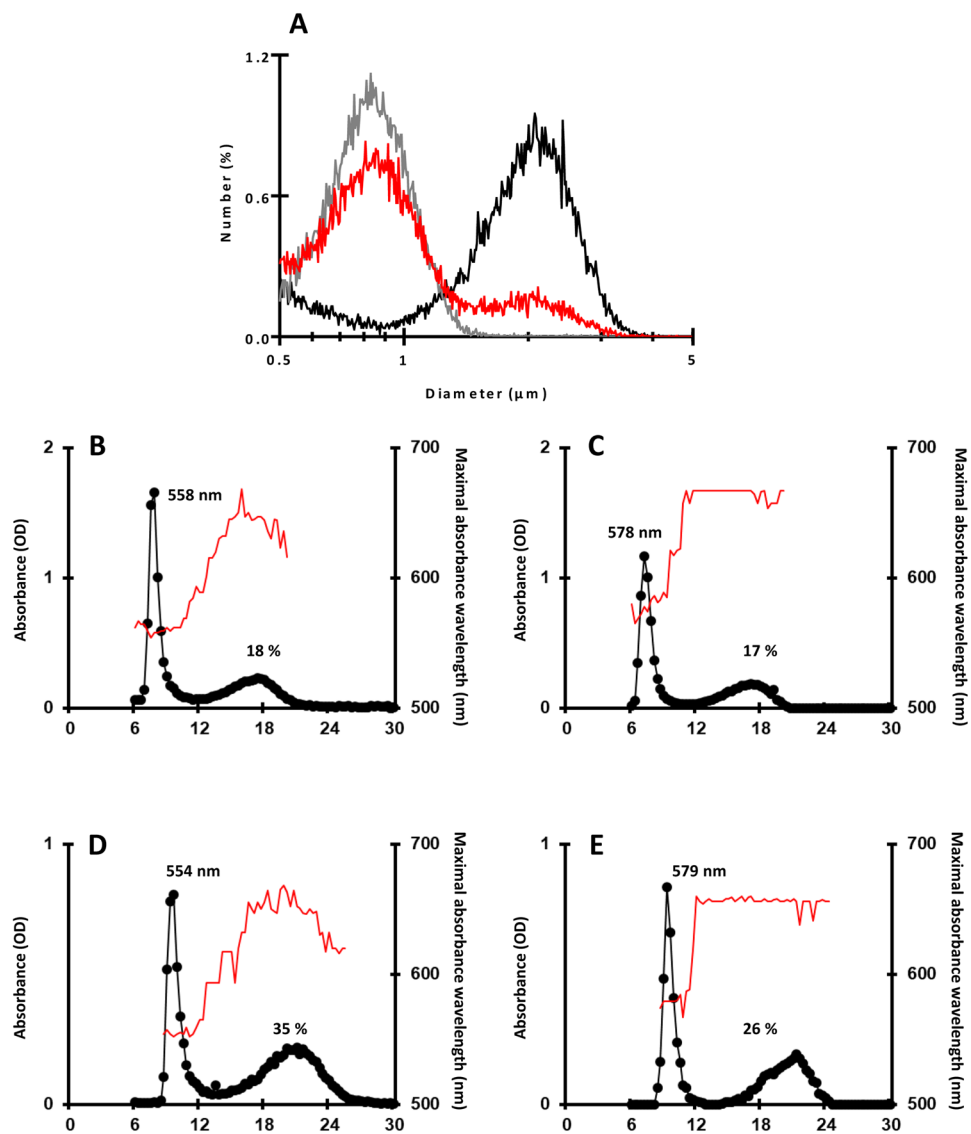 A
1.2
0.6
0.0
Number (%)
0.5 1 5
Diameter (µm)
B
2
1
0
Absorbance (OD)
558 nm
18 %
700
600
500
Maximal absorbance wavelength (nm)
0 6 12 18 24 30
C
2
1
0
Absorbance (OD)
578 nm
17 %
700
600
500
Maximal absorbance wavelength (nm)
0 6 12 18 24 30
D
1
0
Absorbance (OD)
554 nm
35 %
700
600
500
Maximal absorbance wavelength (nm)
0 6 12 18 24 30
E
1
0
Absorbance (OD)
579 nm
26 %
700
600
500
Maximal absorbance wavelength (nm)
0 6 12 18 24 30